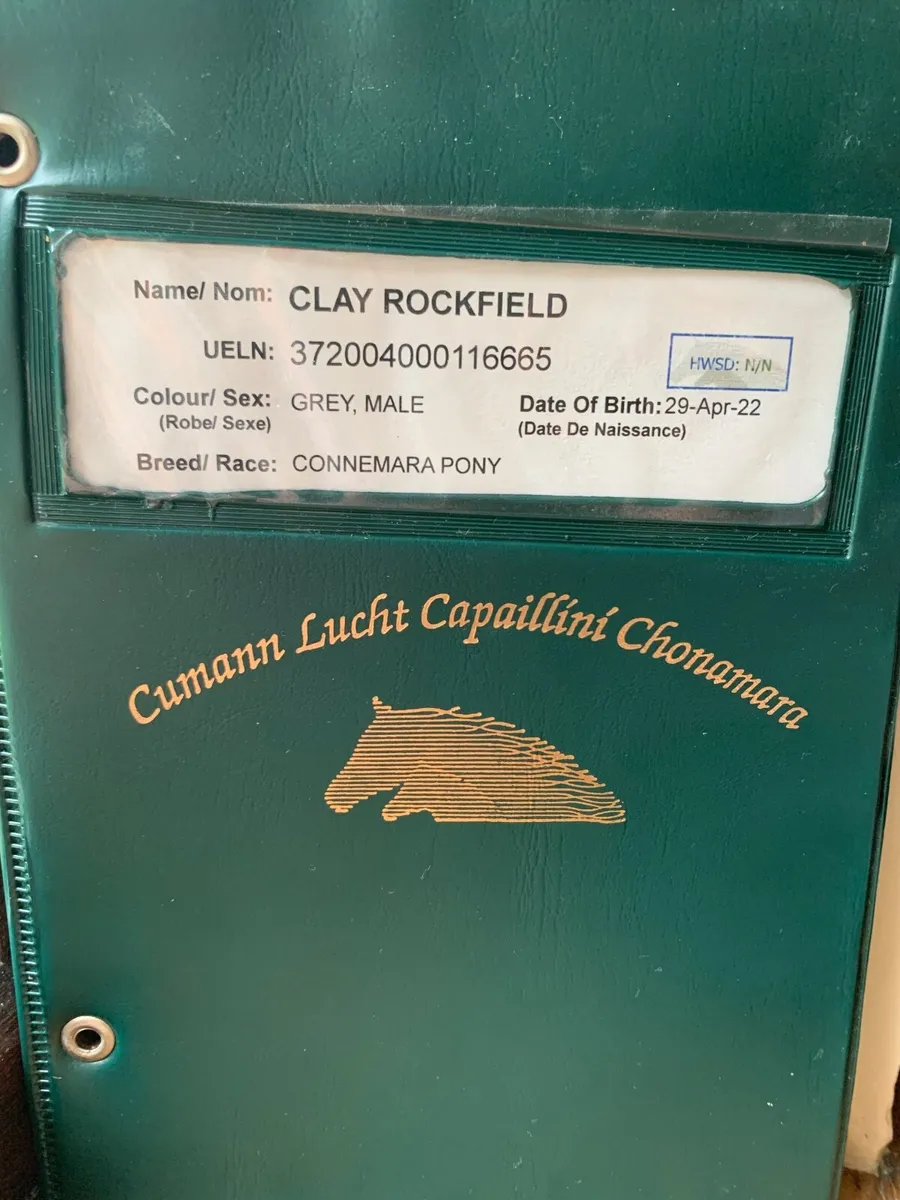 Name/ Nom: CLAY ROCKFIELD
UELN: 372004000116665
HWSD: N/N
Colour/ Sex: GREY, MALE
(Robe/ Sexe)
Date Of Birth: 29-Apr-22
(Date De Naissance)
Breed/ Race: CONNEMARA PONY
Cumann Lucht Capaillíní Chonamara